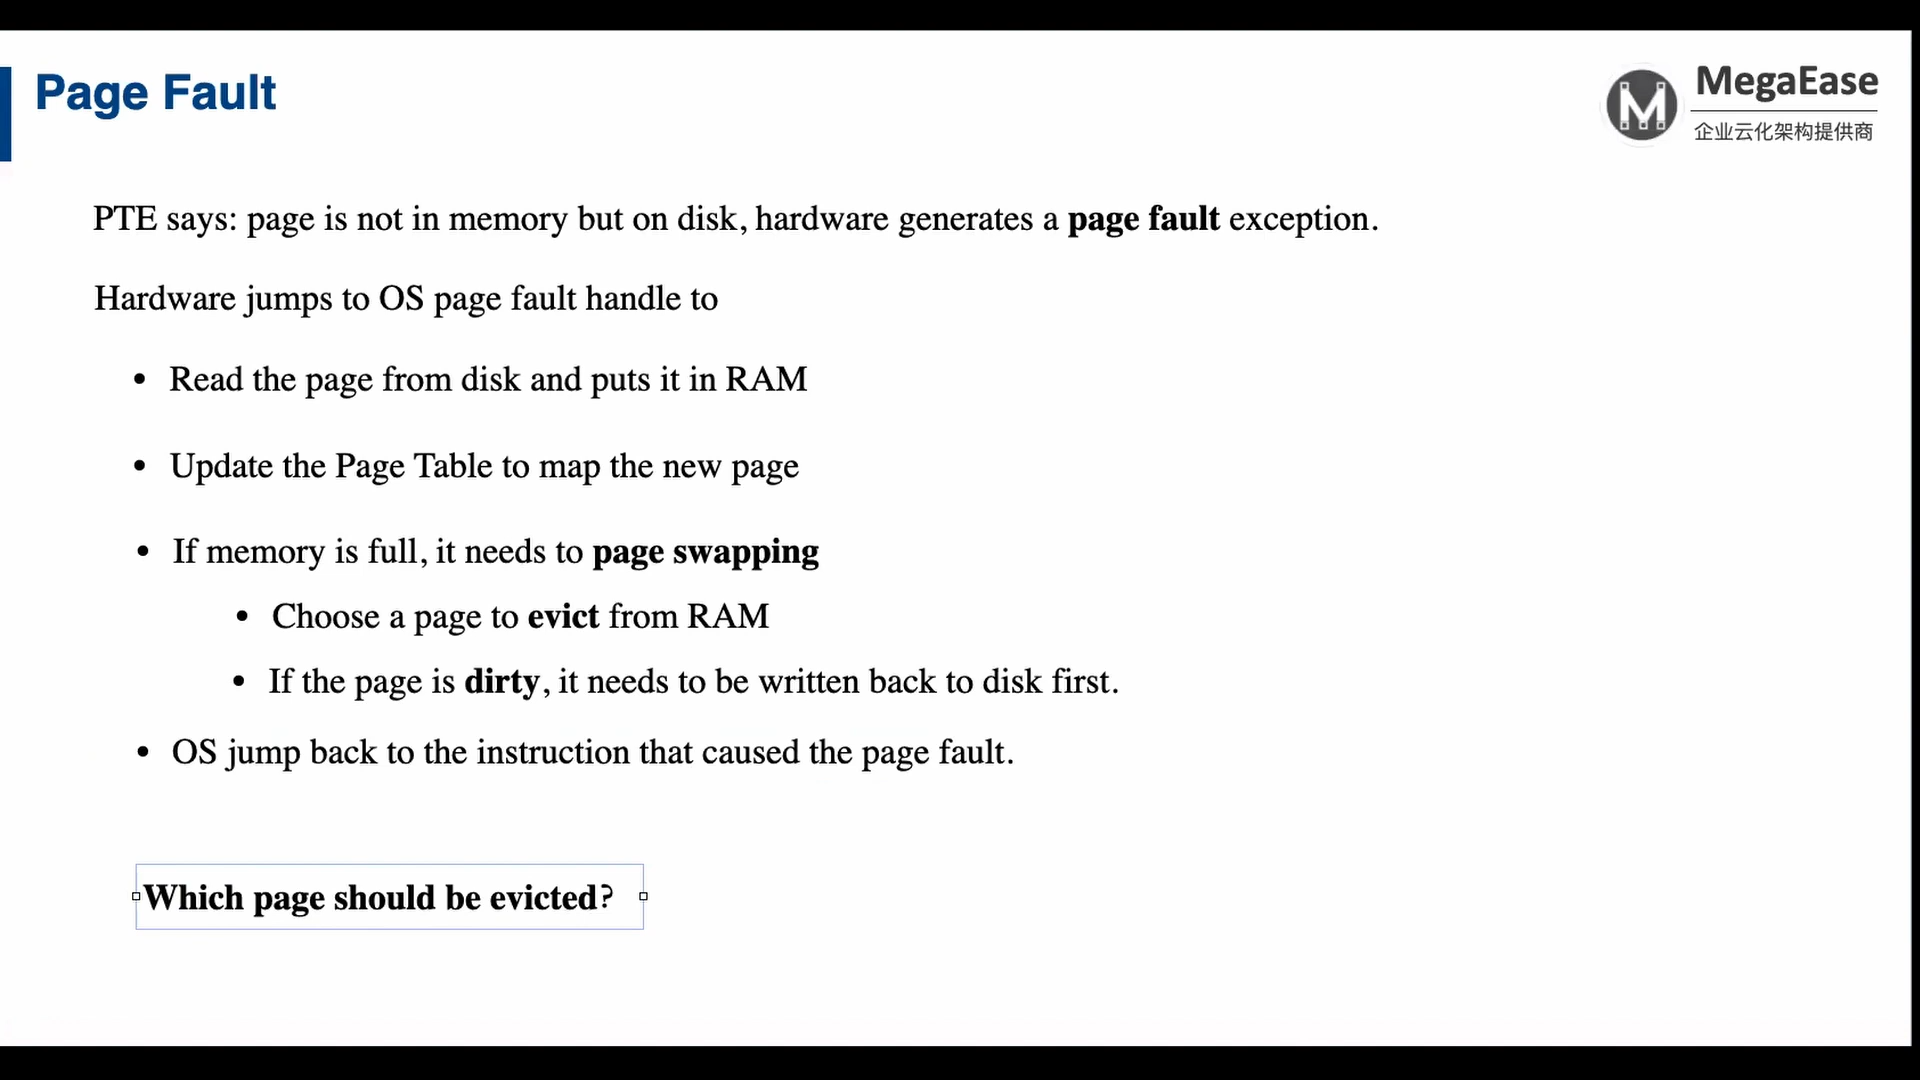 Page Fault
MegaEase
企业云化架构提供商
PTE says: page is not in memory but on disk, hardware generates a page fault exception.
Hardware jumps to OS page fault handle to
• Read the page from disk and puts it in RAM
• Update the Page Table to map the new page
• If memory is full, it needs to page swapping
• Choose a page to evict from RAM
• If the page is dirty, it needs to be written back to disk first.
• OS jump back to the instruction that caused the page fault.
Which page should be evicted?